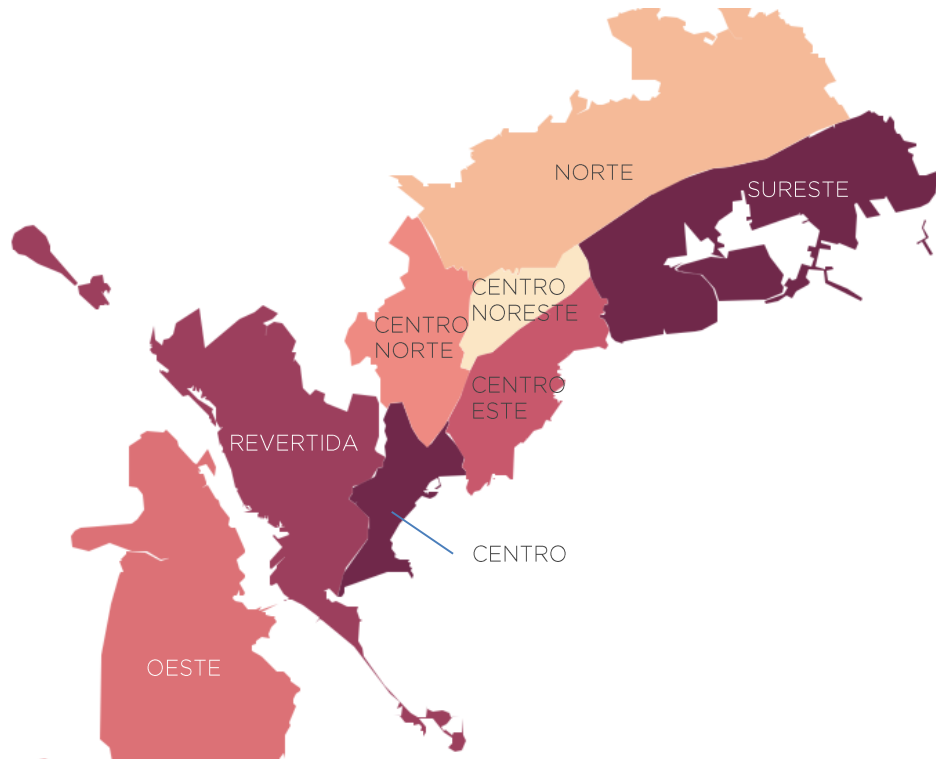 NORTE
SURESTE
CENTRO
NORESTE
CENTRO
NORTE
CENTRO
ESTE
REVERTIDA
CENTRO
OESTE